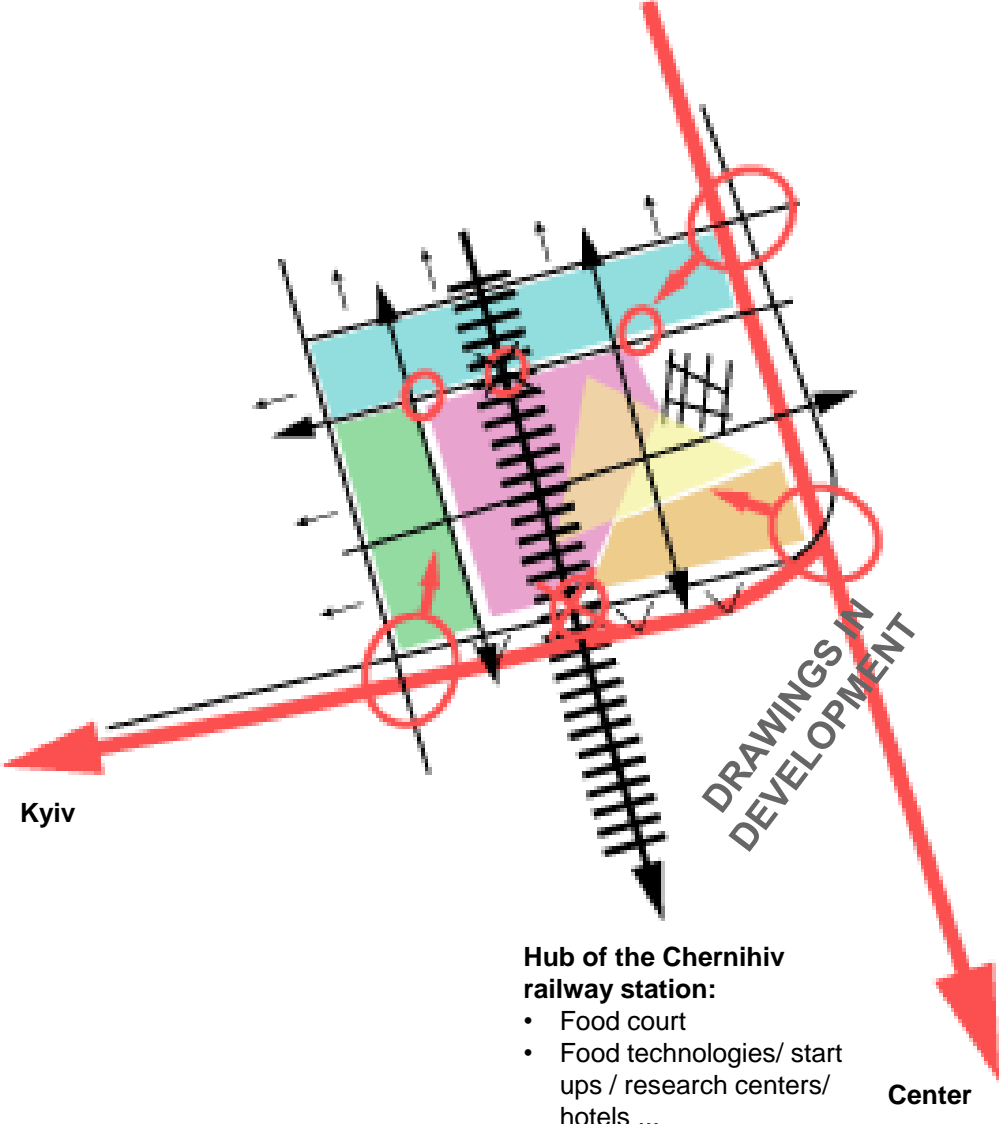 DRAWINGS IN
DEVELOPMENT
Kyiv
Hub of the Chernihiv
railway station:
• Food court
• Food technologies/ start
ups / research centers/
hotels ...
Center